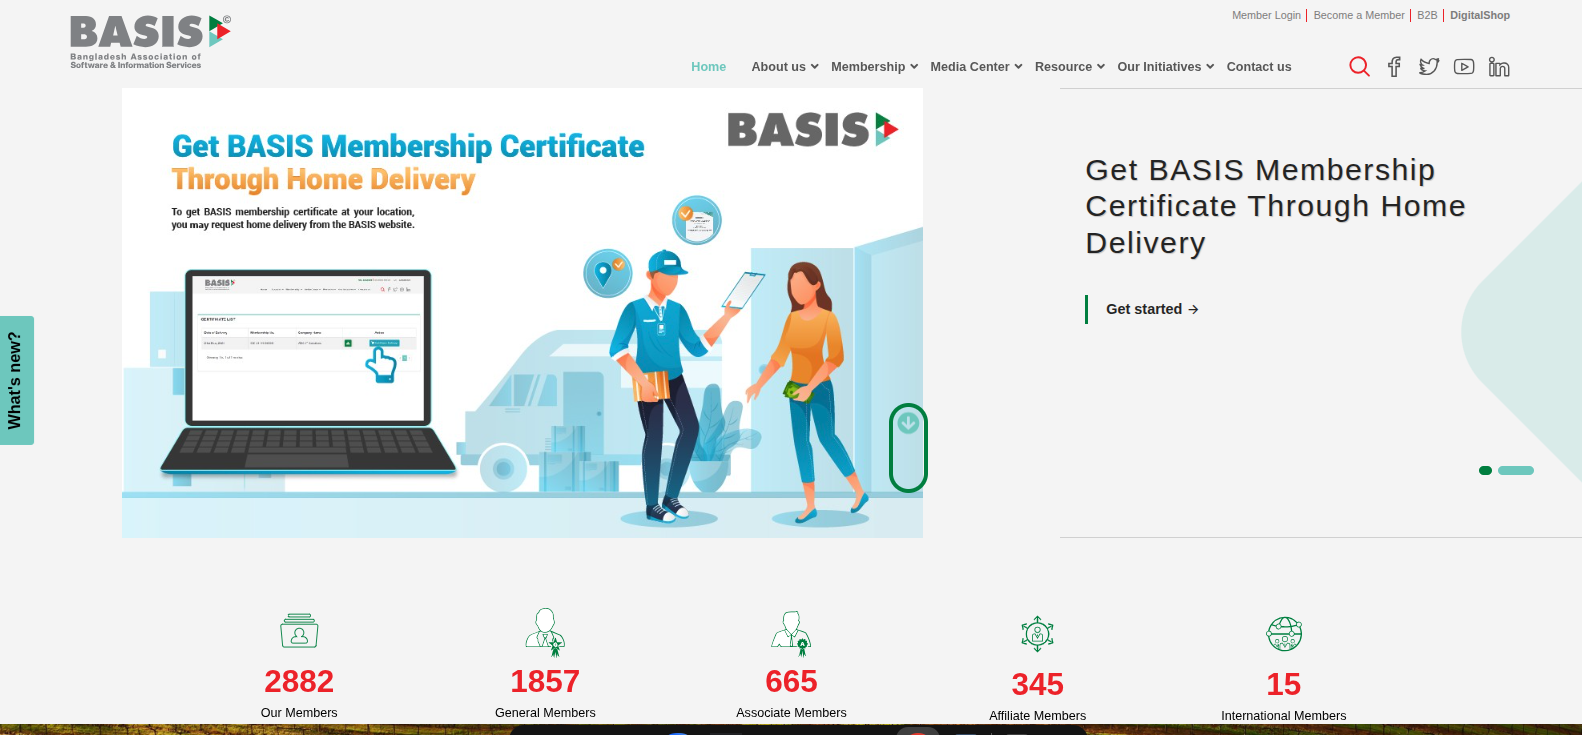 Member Login
Become a Member
B2B
DigitalShop
BASIS ©
Bangladesh Association of
Software & Information Services
Home
About us
Membership
Media Center
Resource
Our Initiatives
Contact us
Get BASIS Membership Certificate
Through Home Delivery
To get BASIS membership certificate at your location,
you may request home delivery from the BASIS website.
BASIS
BASIS
CERTIFICATE LIST
Get BASIS Membership
Certificate Through Home
Delivery
Get started
What's new?
2882
Our Members
1857
General Members
665
Associate Members
345
Affiliate Members
15
International Members